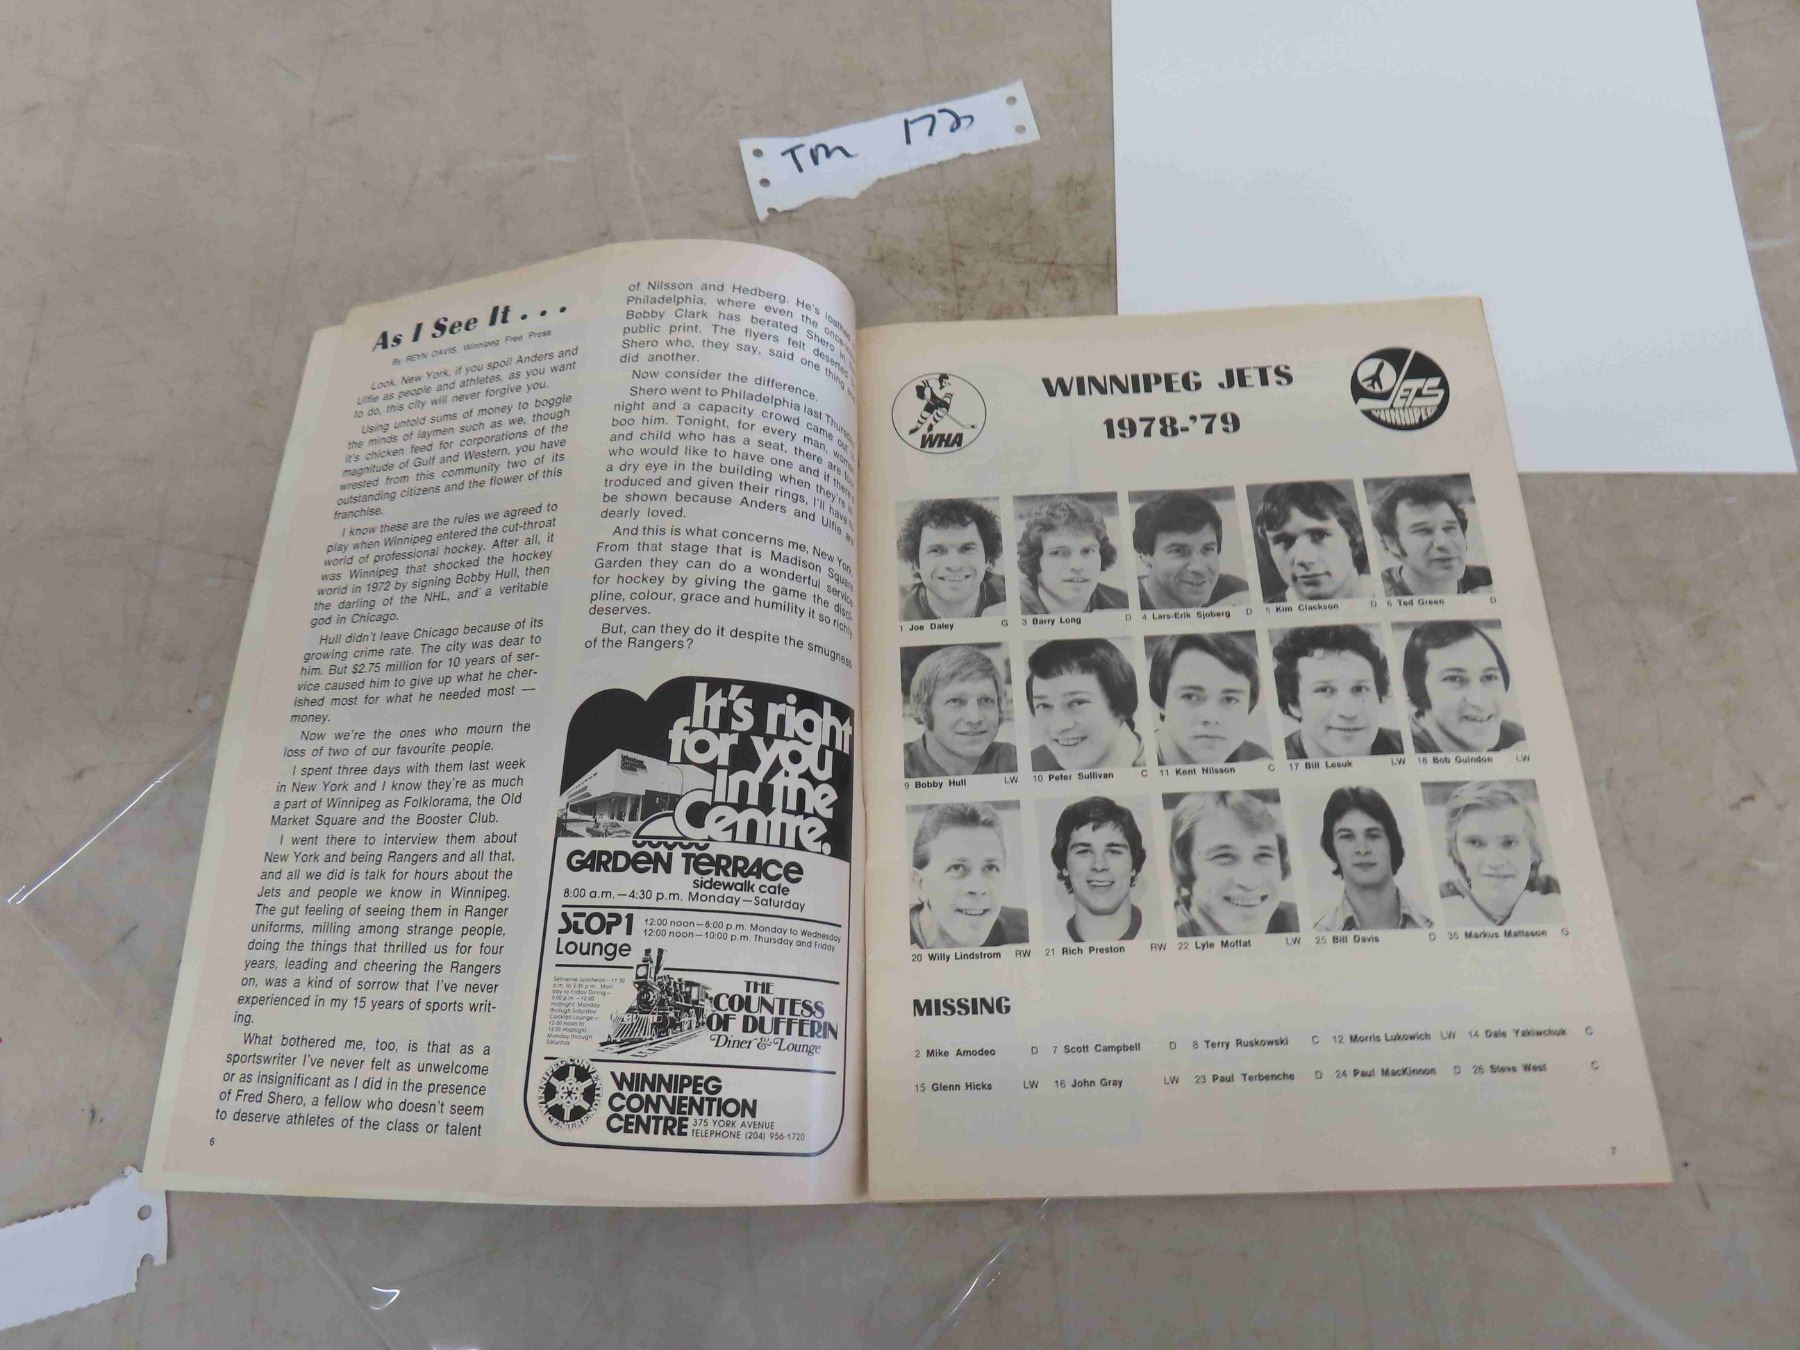 TM 172
As I See It . . .
By REYN DAVIS, Winnipeg Free Press
Look, New York, if you spoil Anders and
Ulfie as people and athletes, as you want
to do, this city will never forgive you.
Using untold sums of money to boggle
the minds of laymen such as we, though
it's chicken feed for corporations of the
magnitude of Gulf and Western, you have
wrested from this community two of its
outstanding citizens and the flower of this
franchise.
I know these are the rules we agreed to
play when Winnipeg entered the cut-throat
world of professional hockey. After all, it
was Winnipeg that shocked the hockey
world in 1972 by signing Bobby Hull, then
the darling of the NHL, and a veritable
god in Chicago.
Hull didn't leave Chicago because of its
growing crime rate. The city was dear to
him. But $2.75 million for 10 years of ser-
vice caused him to give up what he cher-
ished most for what he needed most —
money.
Now we're the ones who mourn the
loss of two of our favourite people.
I spent three days with them last week
in New York and I know they're as much
a part of Winnipeg as Folklorama, the Old
Market Square and the Booster Club.
I went there to interview them about
New York and being Rangers and all that,
and all we did is talk for hours about the
Jets and people we know in Winnipeg.
The gut feeling of seeing them in Ranger
uniforms, milling among strange people,
doing the things that thrilled us for four
years, leading and cheering the Rangers
on, was a kind of sorrow that I've never
experienced in my 15 years of sports writ-
ing.
What bothered me, too, is that as a
sportswriter I've never felt as unwelcome
or as insignificant as I did in the presence
of Fred Shero, a fellow who doesn't seem
to deserve athletes of the class or talent
6
of Nilsson and Hedberg. He's
Philadelphia, where even the
Bobby Clark has berated Shero in
public print. The flyers felt deserted
Shero who, they say, said one thing and
did another.
Now consider the difference.
Shero went to Philadelphia last
night and a capacity crowd came
boo him. Tonight, for every man,
and child who has a seat, there are
who would like to have one and if there's
a dry eye in the building when they're in-
troduced and given their rings, I'll have
be shown because Anders and Ulfie are
dearly loved.
And this is what concerns me, New York
From that stage that is Madison Square
Garden they can do a wonderful service
for hockey by giving the game the disci-
pline, colour, grace and humility it so richly
deserves.
But, can they do it despite the smugness
of the Rangers?
It's right
for you
in the
Centre.
GARDEN TERRACE
sidewalk cafe
8:00 a.m.—4:30 p.m. Monday—Saturday
STOP 1
Lounge
12:00 noon—8:00 p.m. Monday to Wednesday
12:00 noon—10:00 p.m. Thursday and Friday
THE
COUNTESS
OF DUFFERIN
Diner & Lounge
WINNIPEG
CONVENTION
CENTRE
375 YORK AVENUE
TELEPHONE (204) 956-1720
WHA
WINNIPEG JETS
1978-'79
JETS
WINNIPEG
1 Joe Daley G 3 Barry Long D 4 Lars-Erik Sjoberg D 5 Kim Clackson D 6 Ted Green D
9 Bobby Hull LW 10 Peter Sullivan C 11 Kent Nilsson C 17 Bill Lesuk LW 18 Bob Guindon LW
20 Willy Lindstrom RW 21 Rich Preston RW 22 Lyle Moffat LW 25 Bill Davis D 35 Markus Mattsson G
MISSING
2 Mike Amodeo D 7 Scott Campbell D 8 Terry Ruskowski C 12 Morris Lukowich LW 14 Dale Yakiwchuk C
15 Glenn Hicks LW 16 John Gray LW 23 Paul Terbenche D 24 Paul MacKinnon D 26 Steve West C
7